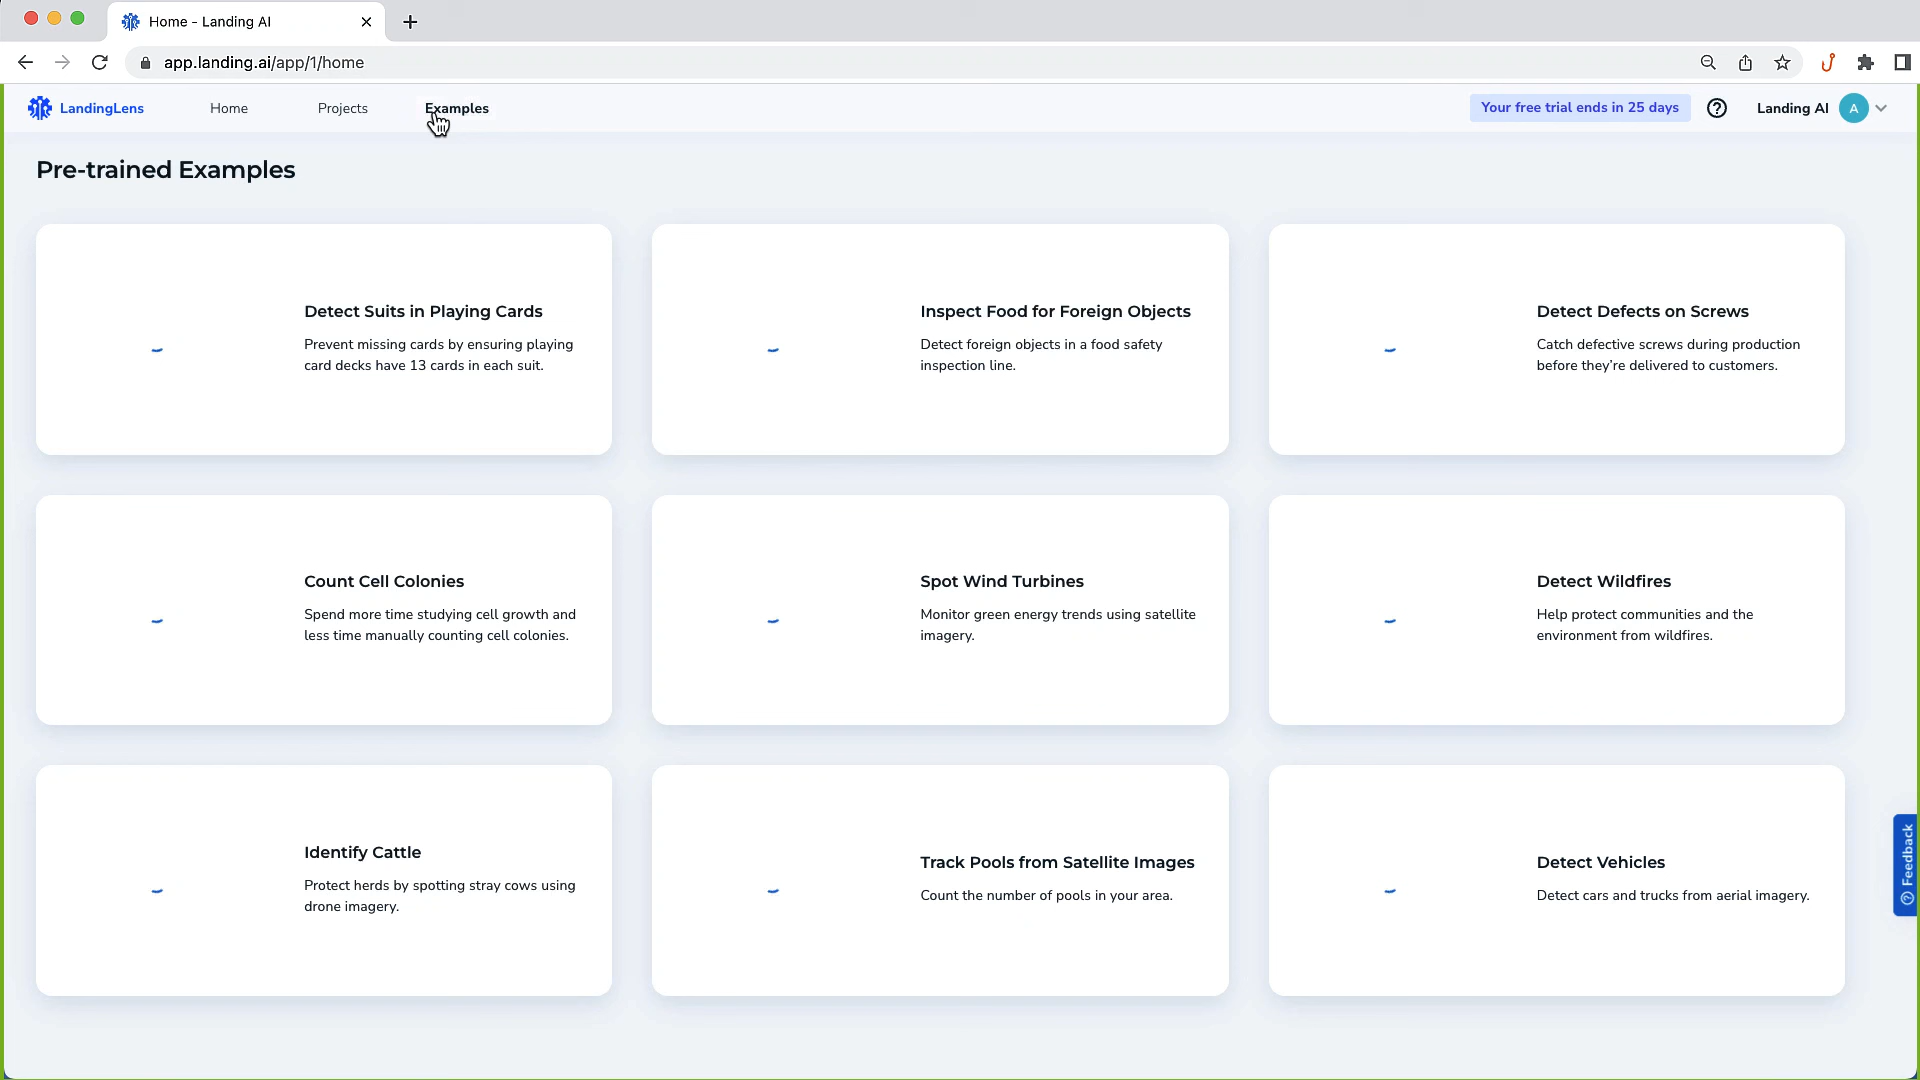 Home - Landing AI
app.landing.ai/app/1/home
LandingLens
Home
Projects
Examples
Your free trial ends in 25 days
Landing AI
A
Pre-trained Examples
Detect Suits in Playing Cards
Prevent missing cards by ensuring playing
card decks have 13 cards in each suit.
Inspect Food for Foreign Objects
Detect foreign objects in a food safety
inspection line.
Detect Defects on Screws
Catch defective screws during production
before they're delivered to customers.
Count Cell Colonies
Spend more time studying cell growth and
less time manually counting cell colonies.
Spot Wind Turbines
Monitor green energy trends using satellite
imagery.
Detect Wildfires
Help protect communities and the
environment from wildfires.
Identify Cattle
Protect herds by spotting stray cows using
drone imagery.
Track Pools from Satellite Images
Count the number of pools in your area.
Detect Vehicles
Detect cars and trucks from aerial imagery.
Feedback